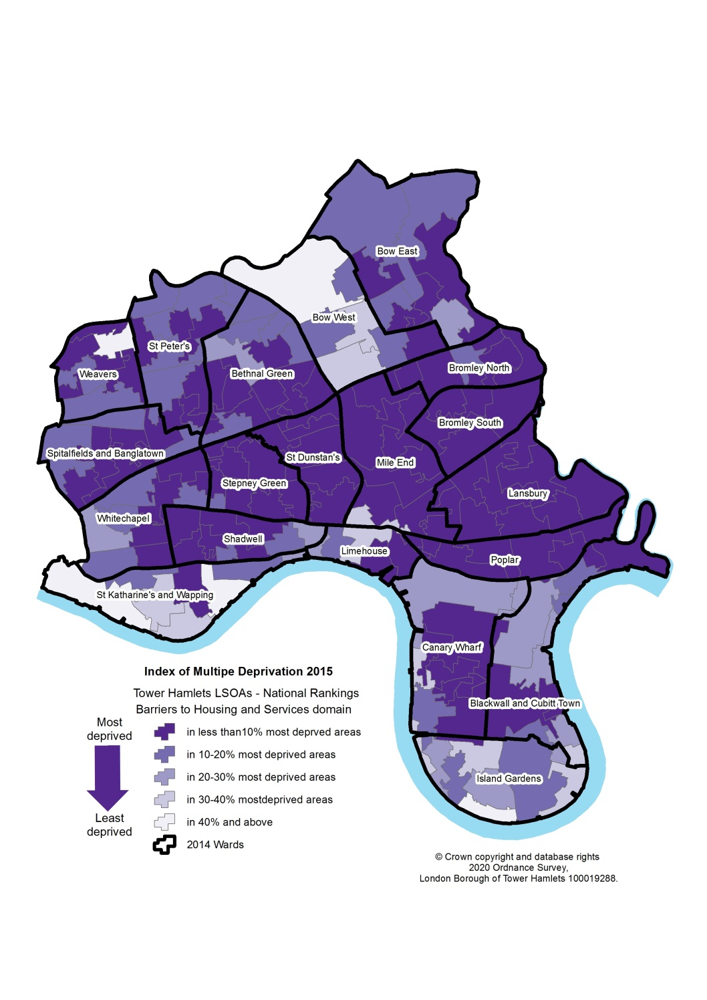 Bow East
Bow West
St Peter's
Weavers
Bethnal Green
Bromley North
Bromley South
Spitalfields and Banglatown
St Dunstan's
Mile End
Stepney Green
Lansbury
Whitechapel
Shadwell
Limehouse
Poplar
St Katharine's and Wapping
Canary Wharf
Blackwall and Cubitt Town
Island Gardens
Index of Multipe Deprivation 2015
Tower Hamlets LSOAs - National Rankings
Barriers to Housing and Services domain
Most
deprived
Least
deprived
in less than10% most deprved areas
in 10-20% most deprived areas
in 20-30% most deprived areas
in 30-40% mostdeprived areas
in 40% and above
2014 Wards
© Crown copyright and database rights
2020 Ordnance Survey,
London Borough of Tower Hamlets 100019288.